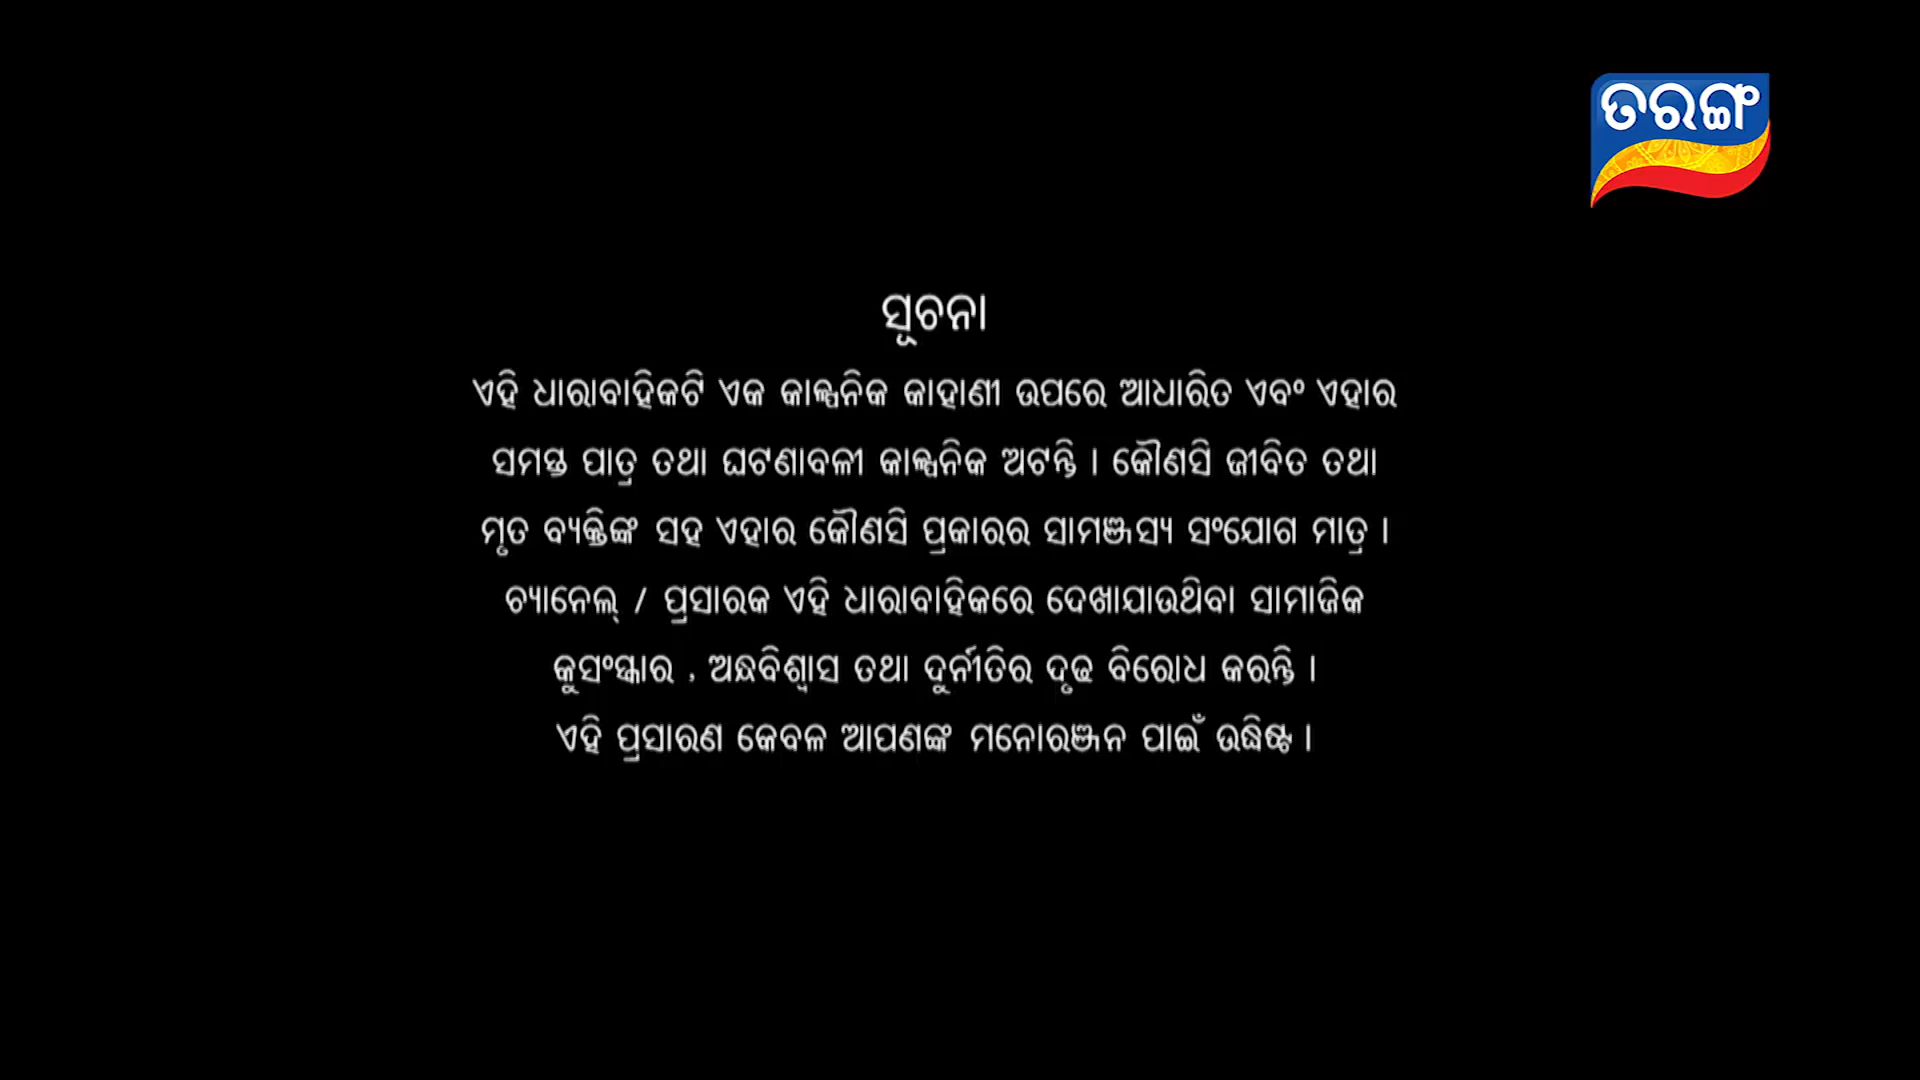 ତରଙ୍ଗ
ସୂଚନା
ଏହି ଧାରାବାହିକଟି ଏକ କାଳ୍ପନିକ କାହାଣୀ ଉପରେ ଆଧାରିତ ଏବଂ ଏହାର
ସମସ୍ତ ପାତ୍ର ତଥା ଘଟଣାବଳୀ କାଳ୍ପନିକ ଅଟନ୍ତି । କୌଣସି ଜୀବିତ ତଥା
ମୃତ ବ୍ୟକ୍ତିଙ୍କ ସହ ଏହାର କୌଣସି ପ୍ରକାରର ସାମଞ୍ଜସ୍ୟ ସଂଯୋଗ ମାତ୍ର ।
ଚ୍ୟାନେଲ୍ / ପ୍ରସାରକ ଏହି ଧାରାବାହିକରେ ଦେଖାଯାଉଥିବା ସାମାଜିକ
କୁସଂସ୍କାର , ଅନ୍ଧବିଶ୍ୱାସ ତଥା ଦୁର୍ନୀତିର ଦୃଢ ବିରୋଧ କରନ୍ତି ।
ଏହି ପ୍ରସାରଣ କେବଳ ଆପଣଙ୍କ ମନୋରଞ୍ଜନ ପାଇଁ ଉଦ୍ଧିଷ୍ଟ ।